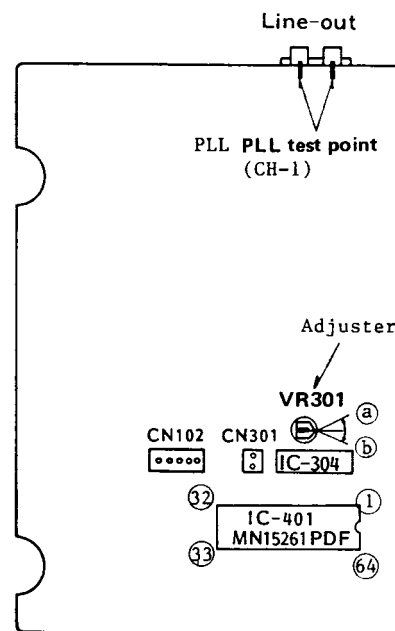 Line-out
PLL PLL test point
(CH-1)
Adjuster
VR301
a
b
CN102
CN301
IC-304
32
1
IC-401
MN15261PDF
33
64